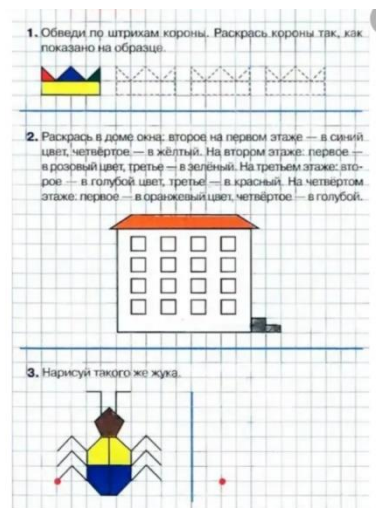 1. Обведи по штрихам короны. Раскрась короны так, как
показано на образце.
2. Раскрась в доме окна: второе на первом этаже — в синий
цвет, четвёртое — в жёлтый. На втором этаже: первое —
в розовый цвет, третье — в зелёный. На третьем этаже: вто-
рое — в голубой цвет, третье — в красный. На четвёртом
этаже: первое — в оранжевый цвет, четвёртое — в голубой.
3. Нарисуй такого же жука.